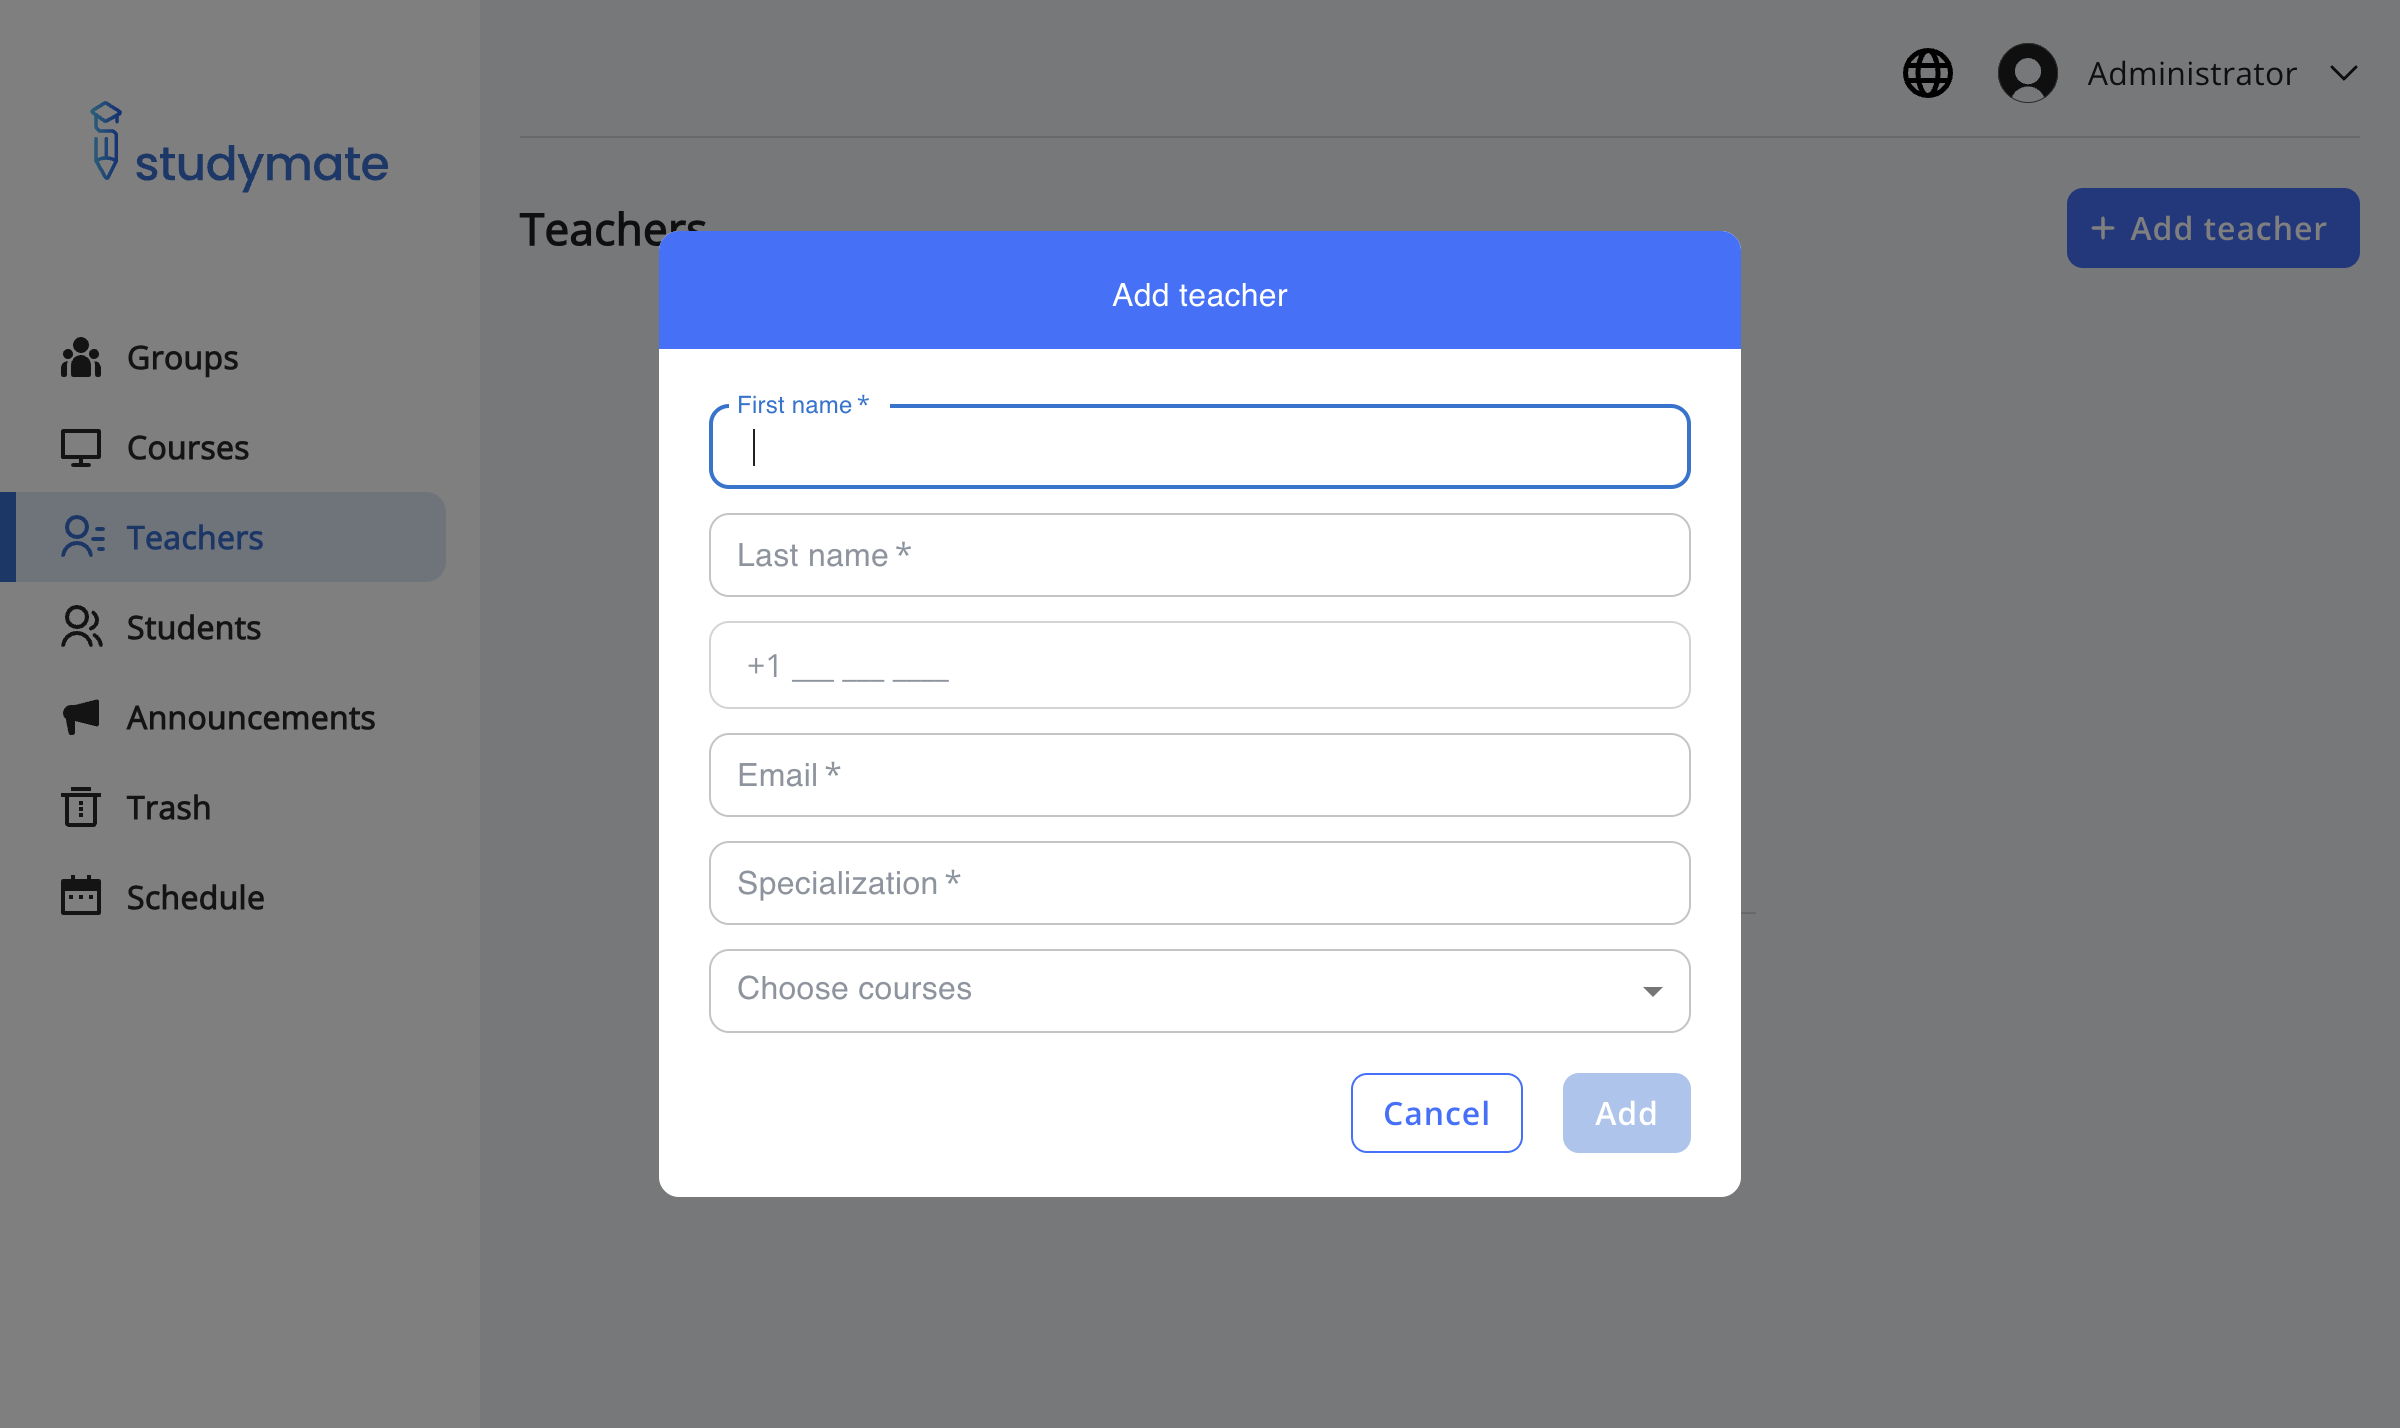 studymate
Groups
Courses
Teachers
Students
Announcements
Trash
Schedule
Administrator
Teachers
+ Add teacher
Add teacher
First name *
Last name *
+1 ___ ___ ____
Email *
Specialization *
Choose courses
Cancel
Add